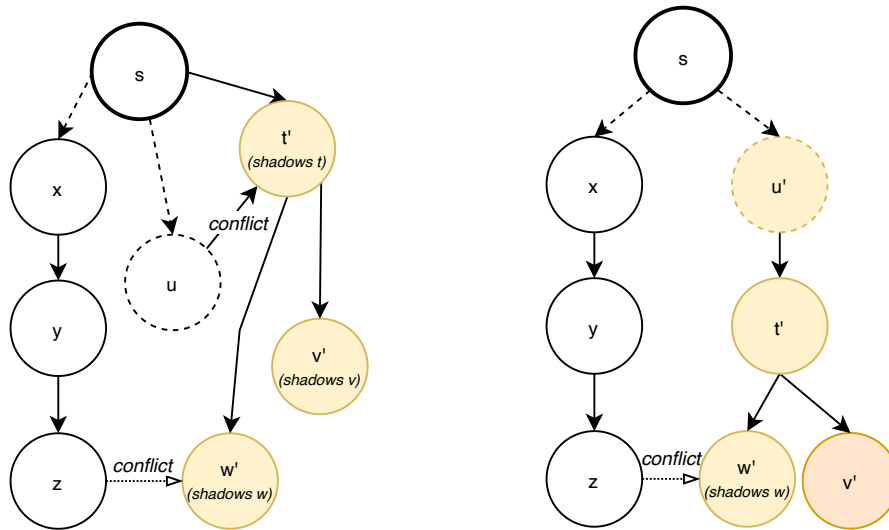 s
t'
(shadows t)
x
conflict
u
y
v'
(shadows v)
z
conflict
w'
(shadows w)
s
x
u'
y
t'
z
conflict
w'
(shadows w)
v'